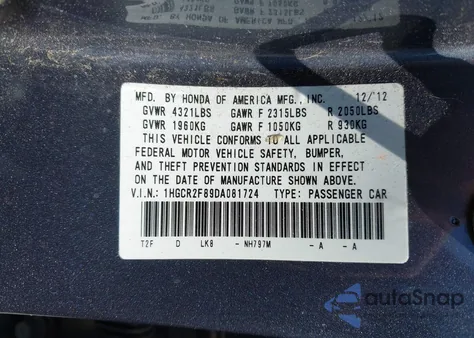 MFD. BY HONDA OF AMERICA MFG., INC. 12/12
GVWR 4321LBS GAWR F 2315LBS R 2050LBS
GVWR 1960KG GAWR F 1050KG R 930KG
THIS VEHICLE CONFORMS TO ALL APPLICABLE
FEDERAL MOTOR VEHICLE SAFETY, BUMPER,
AND THEFT PREVENTION STANDARDS IN EFFECT
ON THE DATE OF MANUFACTURE SHOWN ABOVE.
V.I.N.: 1HGCR2F89DA081724 TYPE: PASSENGER CAR
T2F D LK8 - NH797M - A - A
autoSnap